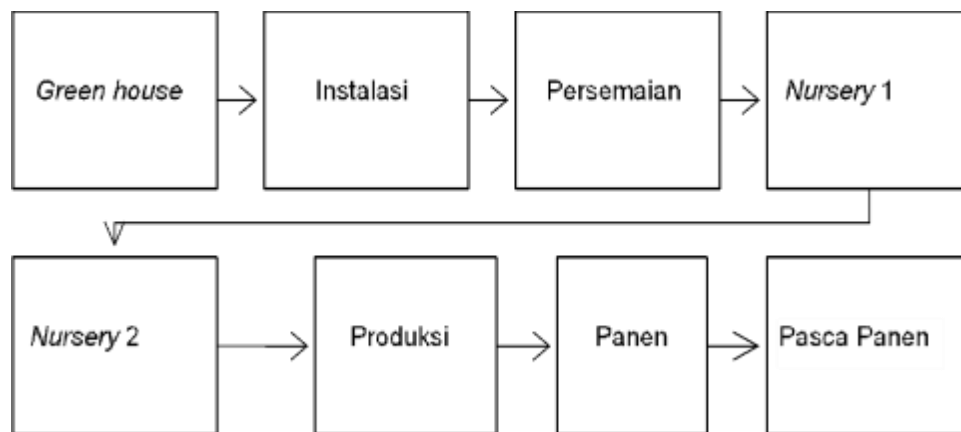 Green house
Instalasi
Persemaian
Nursery 1
Nursery 2
Produksi
Panen
Pasca Panen